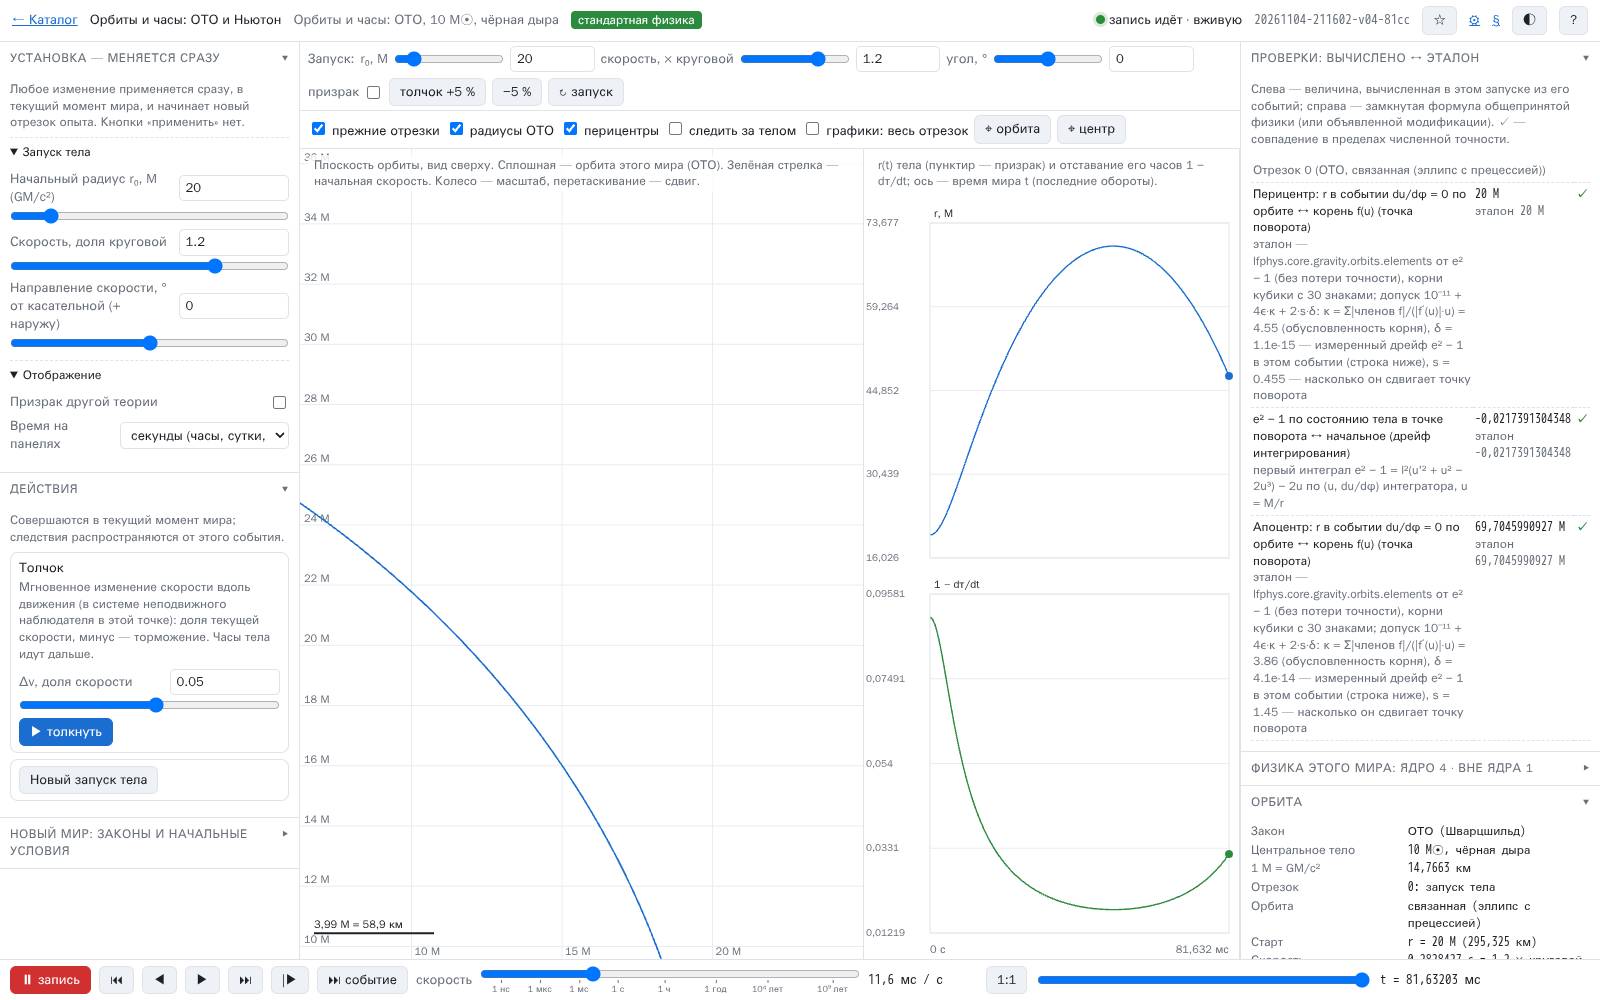 ← Каталог Орбиты и часы: ОТО и Ньютон Орбиты и часы: ОТО, 10 M☉, чёрная дыра стандартная физика запись идёт · вживую 20261104-211602-v04-81cc ☆ ⚙ § ◐ ?
УСТАНОВКА — МЕНЯЕТСЯ СРАЗУ ▾
Любое изменение применяется сразу, в
текущий момент мира, и начинает новый
отрезок опыта. Кнопки «применить» нет.
▼ Запуск тела
Начальный радиус r₀, M
(GM/c²)
20
Скорость, доля круговой 1.2
Направление скорости, °
от касательной (+
наружу)
0
▼ Отображение
Призрак другой теории
Время на
панелях
секунды (часы, сутки,
ДЕЙСТВИЯ ▾
Совершаются в текущий момент мира;
следствия распространяются от этого события.
Толчок
Мгновенное изменение скорости вдоль
движения (в системе неподвижного
наблюдателя в этой точке): доля текущей
скорости, минус — торможение. Часы тела
идут дальше.
Δv, доля скорости 0.05
▶ толкнуть
Новый запуск тела
НОВЫЙ МИР: ЗАКОНЫ И НАЧАЛЬНЫЕ
УСЛОВИЯ ▸
Запуск: r₀, M 20 скорость, × круговой 1.2 угол, ° 0
призрак толчок +5 % −5 % ↻ запуск
прежние отрезки радиусы ОТО перицентры следить за телом графики: весь отрезок ⌖ орбита ⌖ центр
Плоскость орбиты, вид сверху. Сплошная — орбита этого мира (ОТО). Зелёная стрелка —
начальная скорость. Колесо — масштаб, перетаскивание — сдвиг.
34 M
32 M
30 M
28 M
26 M
24 M
22 M
20 M
18 M
16 M
14 M
12 M
3,99 M = 58,9 км
10 M
10 M 15 M 20 M
r(t) тела (пунктир — призрак) и отставание его часов 1 −
dτ/dt; ось — время мира t (последние обороты).
r, M
73,677
59,264
44,852
30,439
16,026
1 − dτ/dt
0,09581
0,07491
0,054
0,0331
0,01219
0 с 81,632 мс
ПРОВЕРКИ: ВЫЧИСЛЕНО ↔ ЭТАЛОН ▾
Слева — величина, вычисленная в этом запуске из его
событий; справа — замкнутая формула общепринятой
физики (или объявленной модификации). ✓ —
совпадение в пределах численной точности.
Отрезок 0 (ОТО, связанная (эллипс с прецессией))
Перицентр: r в событии du/dφ = 0 по
орбите ↔ корень f(u) (точка
поворота)
20 M ✓
эталон 20 M
эталон —
lfphys.core.gravity.orbits.elements от e²
− 1 (без потери точности), корни
кубики с 30 знаками; допуск 10⁻¹¹ +
4ϵ·κ + 2·s·δ: κ = Σ|членов f|/(|f′(u)|·u) =
4.55 (обусловленность корня), δ =
1.1e-15 — измеренный дрейф e² − 1
в этом событии (строка ниже), s =
0.455 — насколько он сдвигает точку
поворота
e² − 1 по состоянию тела в точке
поворота ↔ начальное (дрейф
интегрирования)
−0,0217391304348 ✓
эталон
−0,0217391304348
первый интеграл e² − 1 = l²(u′² + u² −
2u³) − 2u по (u, du/dφ) интегратора, u
= M/r
Апоцентр: r в событии du/dφ = 0 по
орбите ↔ корень f(u) (точка
поворота)
69,7045990927 M ✓
эталон
69,7045990927 M
эталон —
lfphys.core.gravity.orbits.elements от e²
− 1 (без потери точности), корни
кубики с 30 знаками; допуск 10⁻¹¹ +
4ϵ·κ + 2·s·δ: κ = Σ|членов f|/(|f′(u)|·u) =
3.86 (обусловленность корня), δ =
4.1e-14 — измеренный дрейф e² − 1
в этом событии (строка ниже), s =
1.45 — насколько он сдвигает точку
поворота
ФИЗИКА ЭТОГО МИРА: ЯДРО 4 · ВНЕ ЯДРА 1 ▸
ОРБИТА ▾
Закон ОТО (Шварцшильд)
Центральное тело 10 M☉, чёрная дыра
1 M = GM/c² 14,7663 км
Отрезок 0: запуск тела
Орбита связанная (эллипс с
прецессией)
Старт r = 20 M (295,325 км)
⏸ запись ⏮ ◀ ▶ ⏭ |▶ ⏭ событие скорость 11,6 мс / с 1:1 t = 81,63203 мс
1 нс 1 мкс 1 мс 1 с 1 ч 1 год 10⁴ лет 10⁹ лет